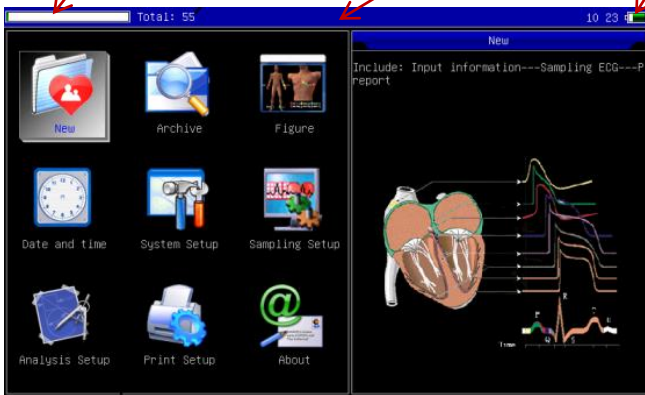 Total: 55
10 23
New
Include: Input information---Sampling ECG---P
report
New
Archive
Figure
Date and time
System Setup
Sampling Setup
Analysis Setup
Print Setup
About
R
P
T
U
Q
S
Time